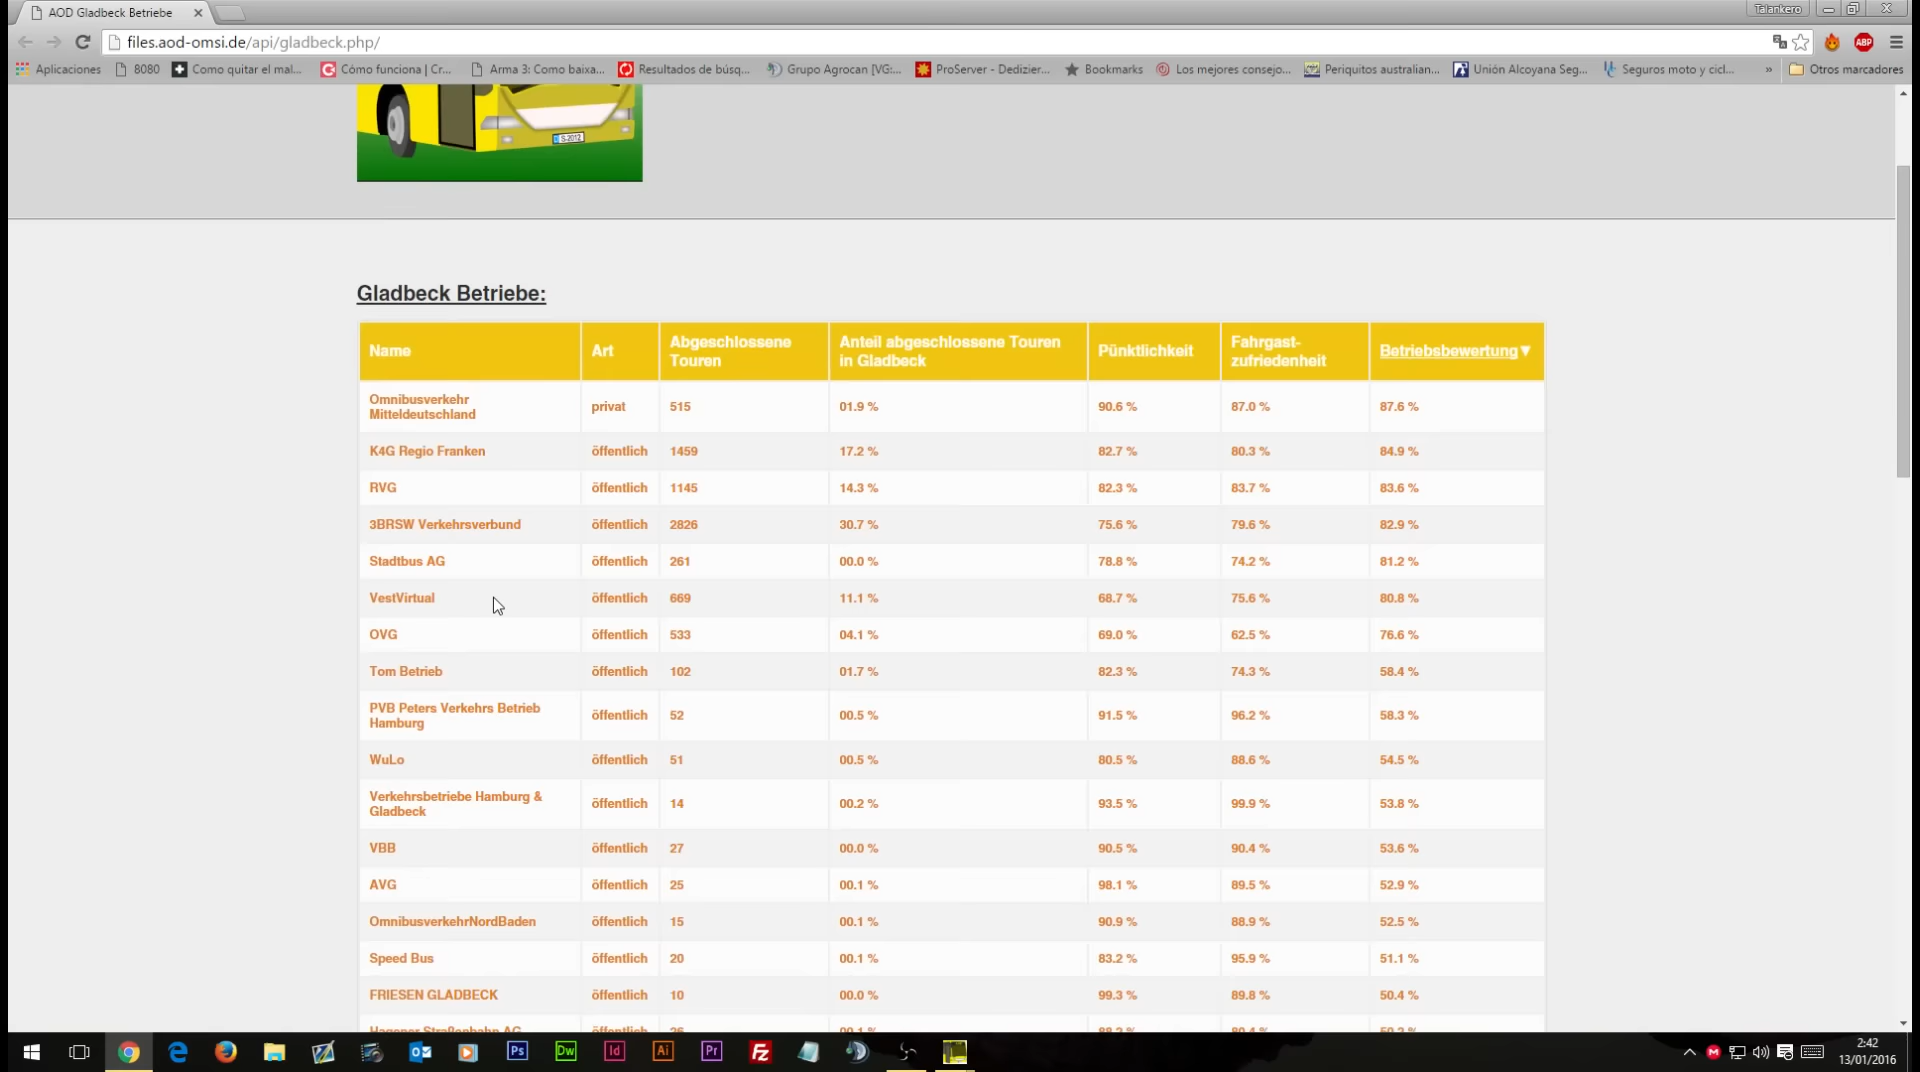 AOD Gladbeck Betriebe
Talankero
files.aod-omsi.de/api/gladbeck.php/
ABP
Aplicaciones 8080 Como quitar el mal... Cómo funciona | Cr... Arma 3: Como baixa... Resultados de búsq... Grupo Agrocan [VG:... ProServer - Dedizier... Bookmarks Los mejores consejo... Periquitos australian... Unión Alcoyana Seg... Seguros moto y cicl... » Otros marcadores
S-2012
Gladbeck Betriebe:
Name Art Abgeschlossene Touren Anteil abgeschlossene Touren in Gladbeck Pünktlichkeit Fahrgast-zufriedenheit Betriebsbewertung▼
Omnibusverkehr Mitteldeutschland privat 515 01.9 % 90.6 % 87.0 % 87.6 %
K4G Regio Franken öffentlich 1459 17.2 % 82.7 % 80.3 % 84.9 %
RVG öffentlich 1145 14.3 % 82.3 % 83.7 % 83.6 %
3BRSW Verkehrsverbund öffentlich 2826 30.7 % 75.6 % 79.6 % 82.9 %
Stadtbus AG öffentlich 261 00.0 % 78.8 % 74.2 % 81.2 %
VestVirtual öffentlich 669 11.1 % 68.7 % 75.6 % 80.8 %
OVG öffentlich 533 04.1 % 69.0 % 62.5 % 76.6 %
Tom Betrieb öffentlich 102 01.7 % 82.3 % 74.3 % 58.4 %
PVB Peters Verkehrs Betrieb Hamburg öffentlich 52 00.5 % 91.5 % 96.2 % 58.3 %
WuLo öffentlich 51 00.5 % 80.5 % 88.6 % 54.5 %
Verkehrsbetriebe Hamburg & Gladbeck öffentlich 14 00.2 % 93.5 % 99.9 % 53.8 %
VBB öffentlich 27 00.0 % 90.5 % 90.4 % 53.6 %
AVG öffentlich 25 00.1 % 98.1 % 89.5 % 52.9 %
OmnibusverkehrNordBaden öffentlich 15 00.1 % 90.9 % 88.9 % 52.5 %
Speed Bus öffentlich 20 00.1 % 83.2 % 95.9 % 51.1 %
FRIESEN GLADBECK öffentlich 10 00.0 % 99.3 % 89.8 % 50.4 %
Hagener Straßenbahn AG öffentlich
Ps Dw Id Ai Pr Fz
2:42
13/01/2016